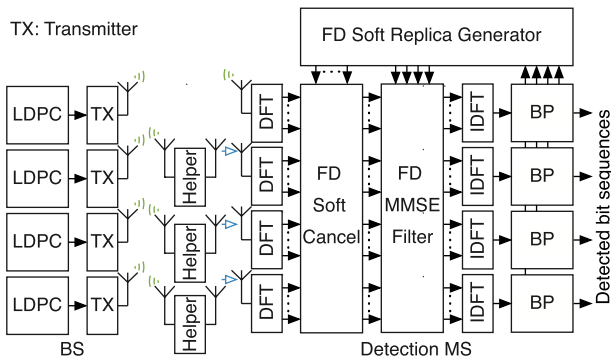 TX: Transmitter
FD Soft Replica Generator
LDPC
TX
DFT
IDFT
BP
LDPC
TX
Helper
DFT
FD
Soft
Cancel
FD
MMSE
Filter
IDFT
BP
LDPC
TX
Helper
DFT
IDFT
BP
LDPC
TX
Helper
DFT
IDFT
BP
Detected bit sequences
BS
Detection MS